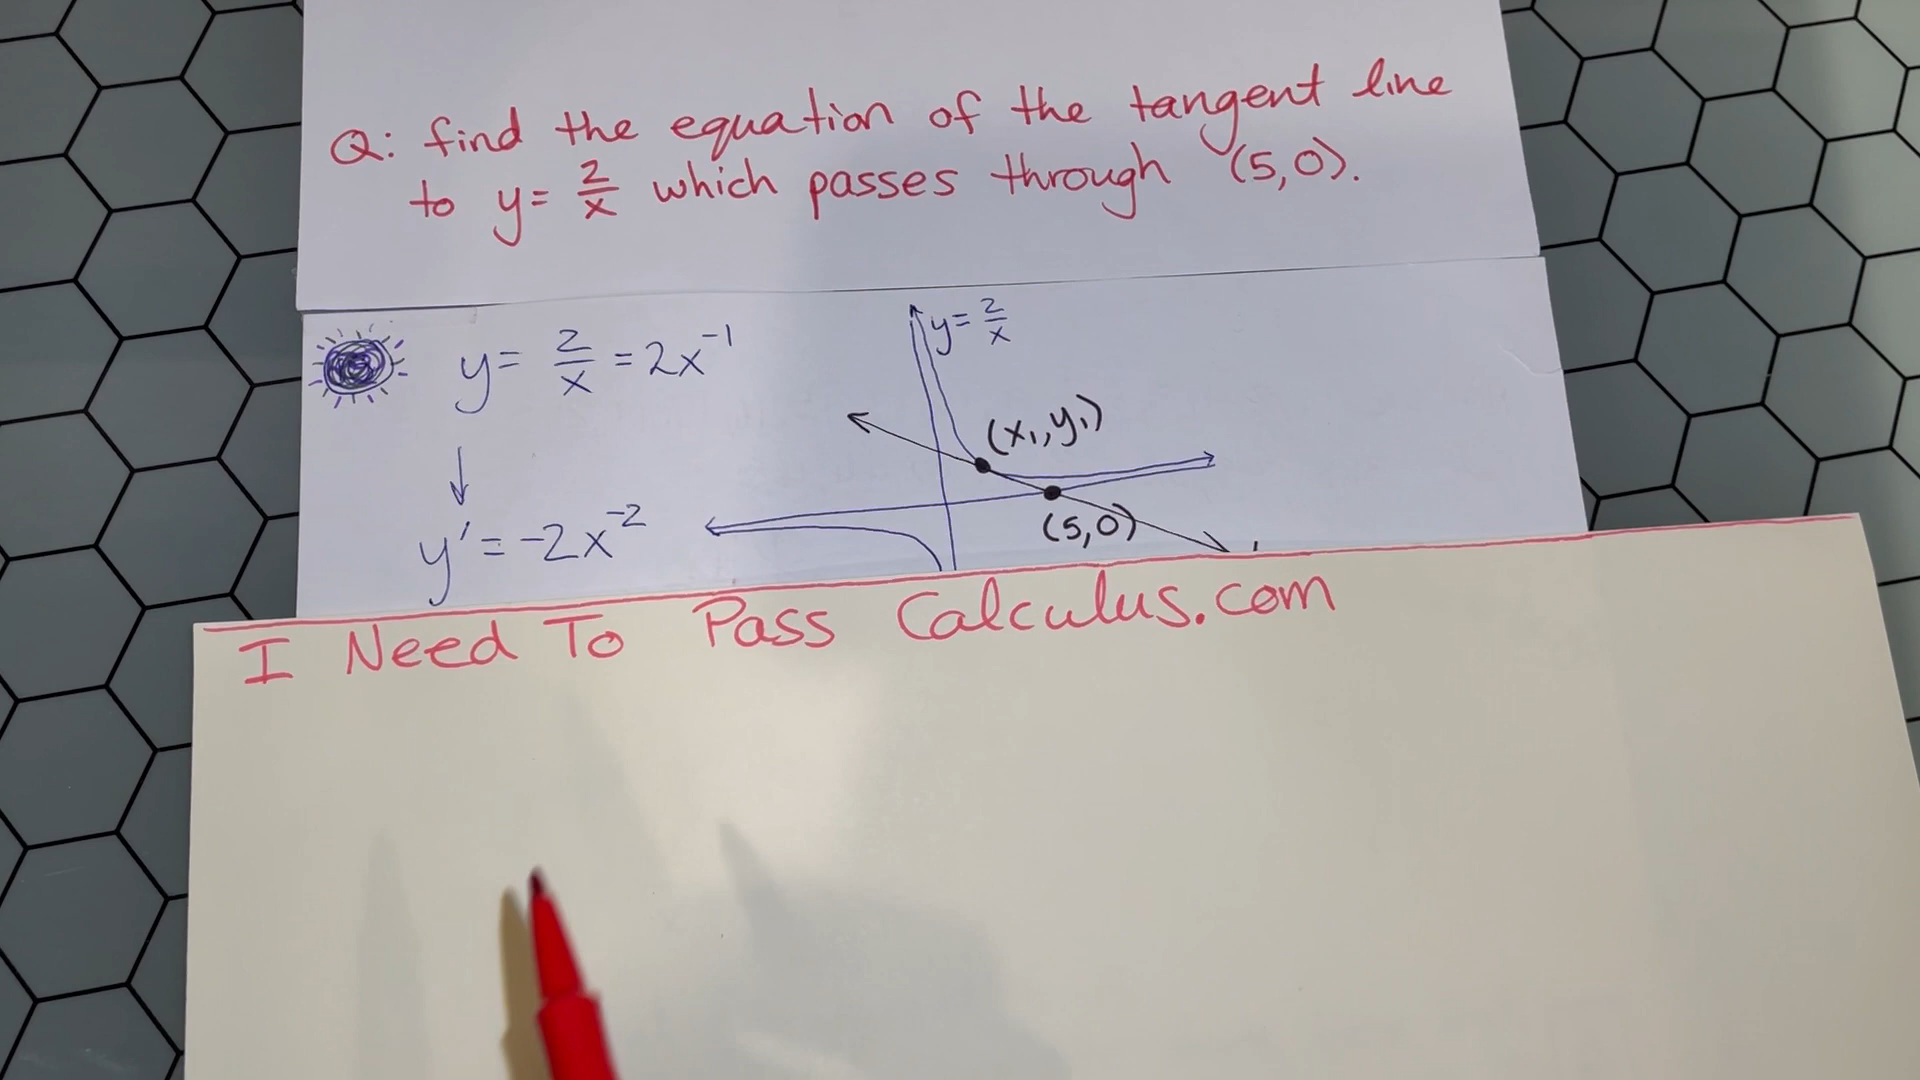 Q: find the equation of the tangent line
to y = 2/x which passes through (5,0).
y = 2/x = 2x⁻¹
↓
y' = -2x⁻²
y = 2/x
(x₁,y₁)
(5,0)
I Need To Pass Calculus.com